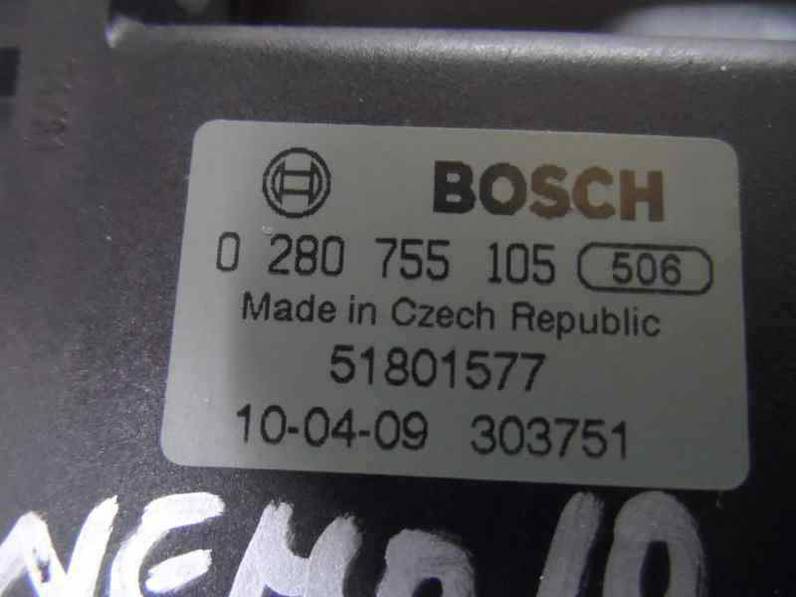 BOSCH
0 280 755 105 506
Made in Czech Republic
51801577
10-04-09 303751
NEMO 10